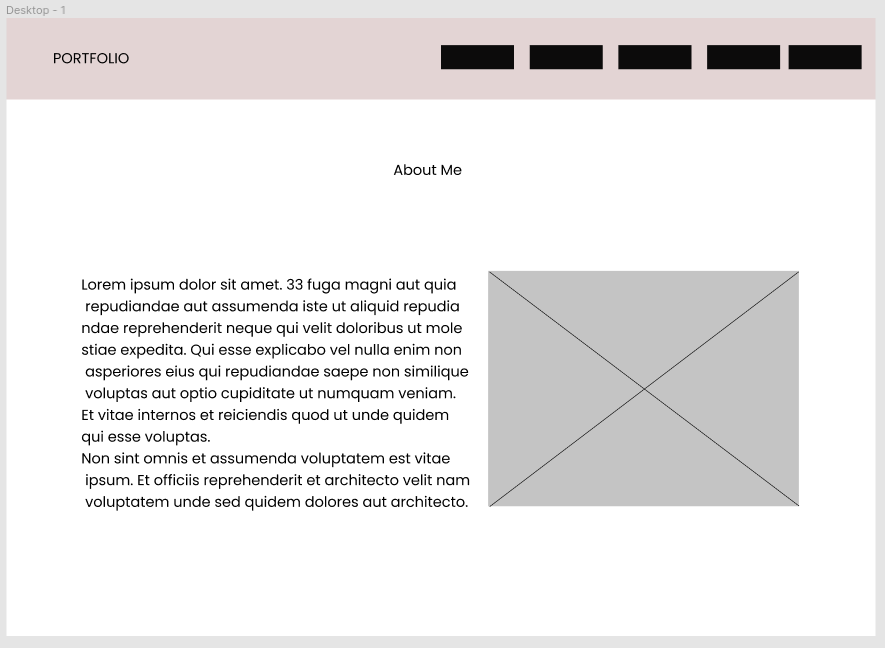 Desktop - 1
PORTFOLIO
About Me
Lorem ipsum dolor sit amet. 33 fuga magni aut quia
repudiandae aut assumenda iste ut aliquid repudia
ndae reprehenderit neque qui velit doloribus ut mole
stiae expedita. Qui esse explicabo vel nulla enim non
asperiores eius qui repudiandae saepe non similique
voluptas aut optio cupiditate ut numquam veniam.
Et vitae internos et reiciendis quod ut unde quidem
qui esse voluptas.
Non sint omnis et assumenda voluptatem est vitae
ipsum. Et officiis reprehenderit et architecto velit nam
voluptatem unde sed quidem dolores aut architecto.